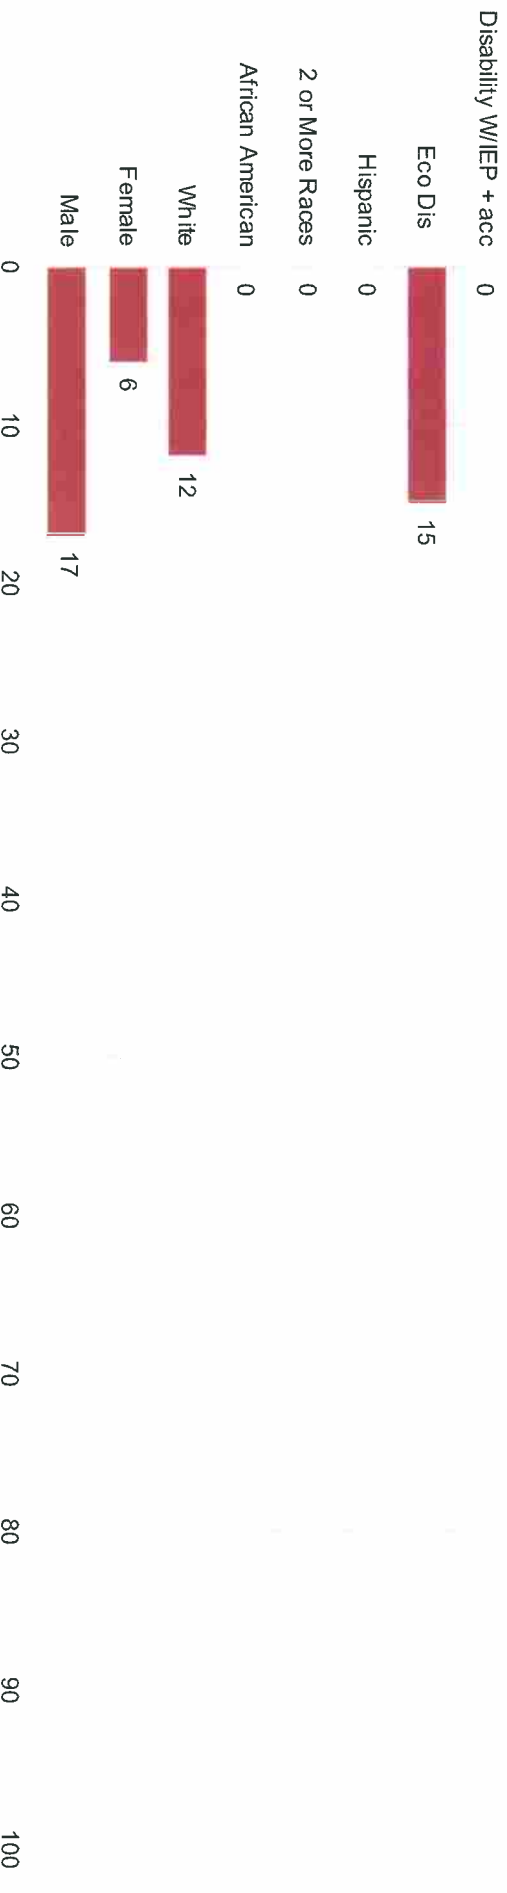 Disability W/IEP + acc 0
Eco Dis 15
Hispanic 0
2 or More Races 0
African American 0
White 12
Female 6
Male 17
0 10 20 30 40 50 60 70 80 90 100